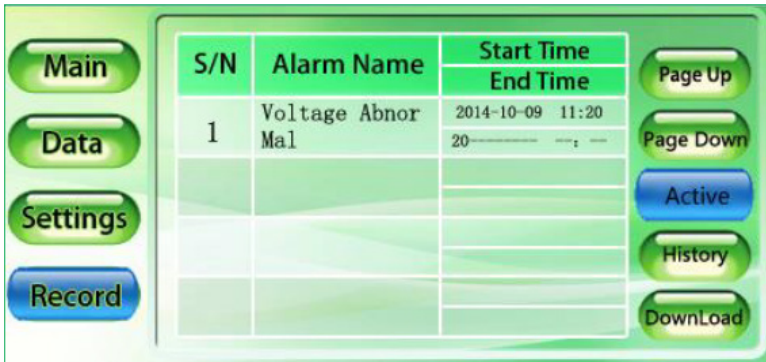 Main
Data
Settings
Record
S/N
Alarm Name
Start Time
End Time
1
Voltage Abnor
Mal
2014-10-09 11:20
20-------- --: --
Page Up
Page Down
Active
History
DownLoad